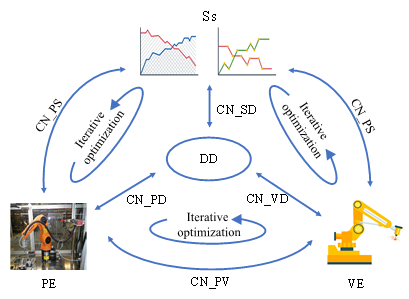 Ss
CN_PS
Iterative
optimization
CN_SD
Iterative
optimization
CN_PS
DD
CN_PD
CN_VD
Iterative
optimization
PE
CN_PV
VE